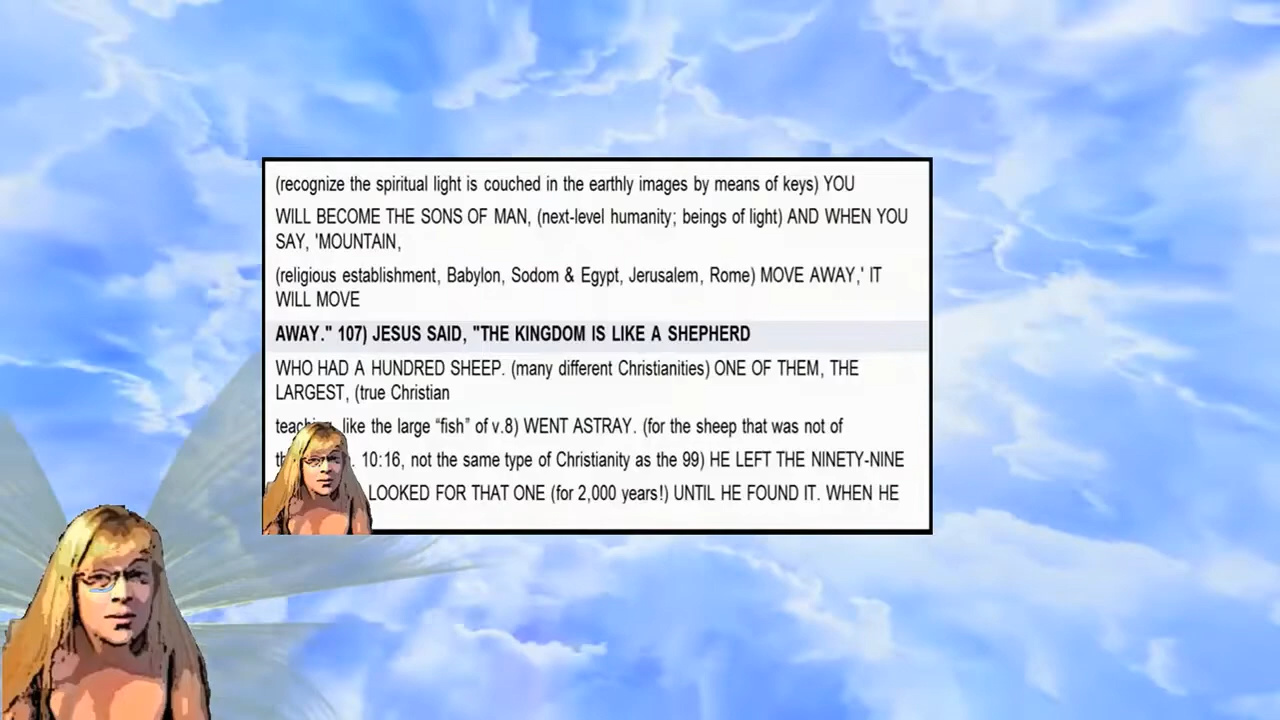 (recognize the spiritual light is couched in the earthly images by means of keys) YOU
WILL BECOME THE SONS OF MAN, (next-level humanity; beings of light) AND WHEN YOU
SAY, 'MOUNTAIN,
(religious establishment, Babylon, Sodom & Egypt, Jerusalem, Rome) MOVE AWAY,' IT
WILL MOVE
AWAY." 107) JESUS SAID, "THE KINGDOM IS LIKE A SHEPHERD
WHO HAD A HUNDRED SHEEP. (many different Christianities) ONE OF THEM, THE
LARGEST, (true Christian
like the large “fish” of v.8) WENT ASTRAY. (for the sheep that was not of
10:16, not the same type of Christianity as the 99) HE LEFT THE NINETY-NINE
LOOKED FOR THAT ONE (for 2,000 years!) UNTIL HE FOUND IT. WHEN HE